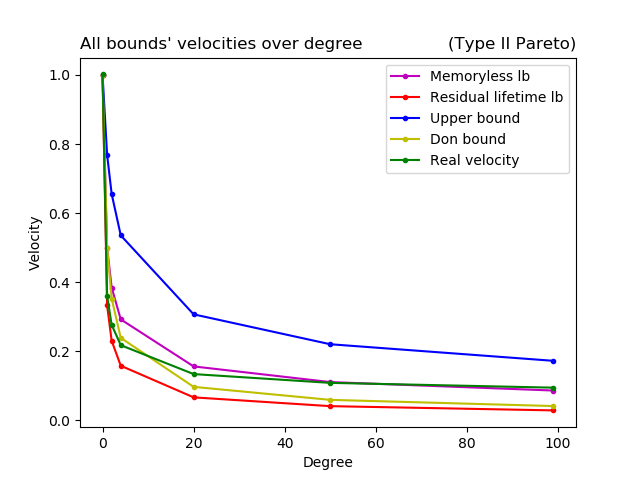 All bounds' velocities over degree (Type II Pareto)
Memoryless lb
Residual lifetime lb
Upper bound
Don bound
Real velocity
Velocity
1.0
0.8
0.6
0.4
0.2
0.0
0 20 40 60 80 100
Degree